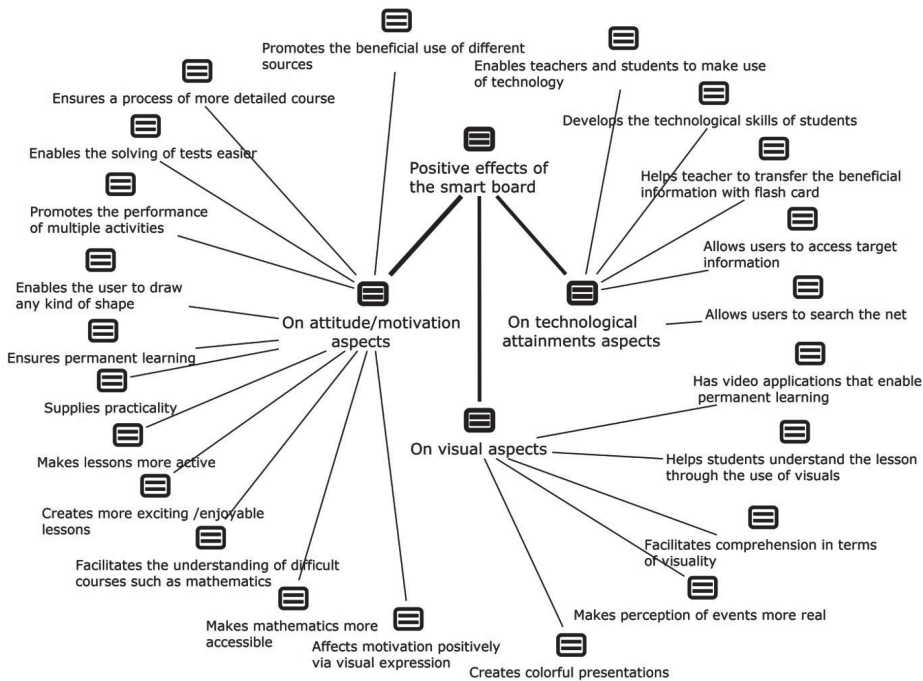 Promotes the beneficial use of different
sources
Enables teachers and students to make use
of technology
Ensures a process of more detailed course
Develops the technological skills of students
Enables the solving of tests easier
Positive effects of
the smart board
Helps teacher to transfer the beneficial
information with flash card
Promotes the performance
of multiple activities
Allows users to access target
information
Enables the user to draw
any kind of shape
On attitude/motivation
aspects
On technological
attainments aspects
Allows users to search the net
Ensures permanent learning
Has video applications that enable
permanent learning
Supplies practicality
On visual aspects
Makes lessons more active
Helps students understand the lesson
through the use of visuals
Creates more exciting /enjoyable
lessons
Facilitates comprehension in terms
of visuality
Facilitates the understanding of difficult
courses such as mathematics
Makes perception of events more real
Makes mathematics more
accessible
Affects motivation positively
via visual expression
Creates colorful presentations